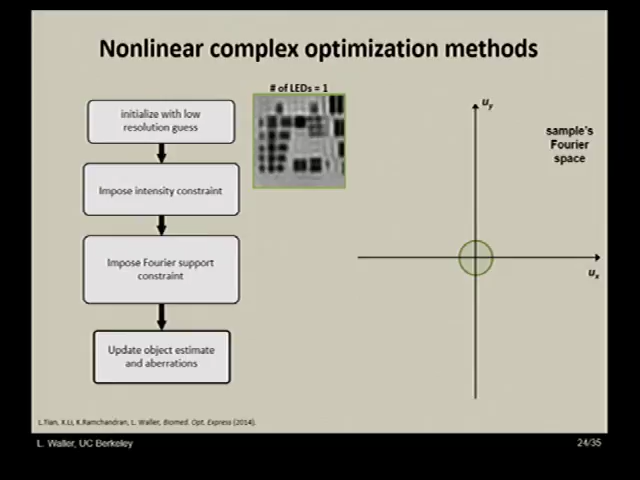 Nonlinear complex optimization methods
# of LEDs = 1
initialize with low
resolution guess
Impose intensity constraint
Impose Fourier support
constraint
Update object estimate
and aberrations
uy
sample's
Fourier
space
ux
L.Tian, X.Li, K.Ramchandran, L. Waller, Biomed. Opt. Express (2014).
L. Waller, UC Berkeley
24/35